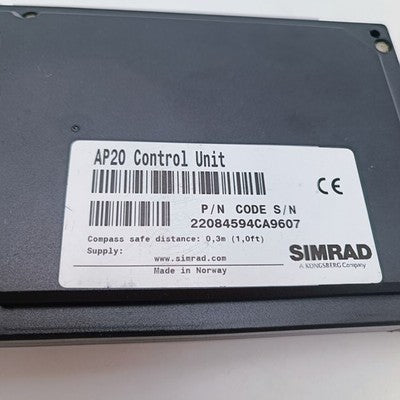 AP20 Control Unit
CE
P/N CODE S/N
22084594CA9607
Compass safe distance: 0,3m (1,0ft)
Supply:
www.simrad.com
Made in Norway
SIMRAD
A KONGSBERG Company